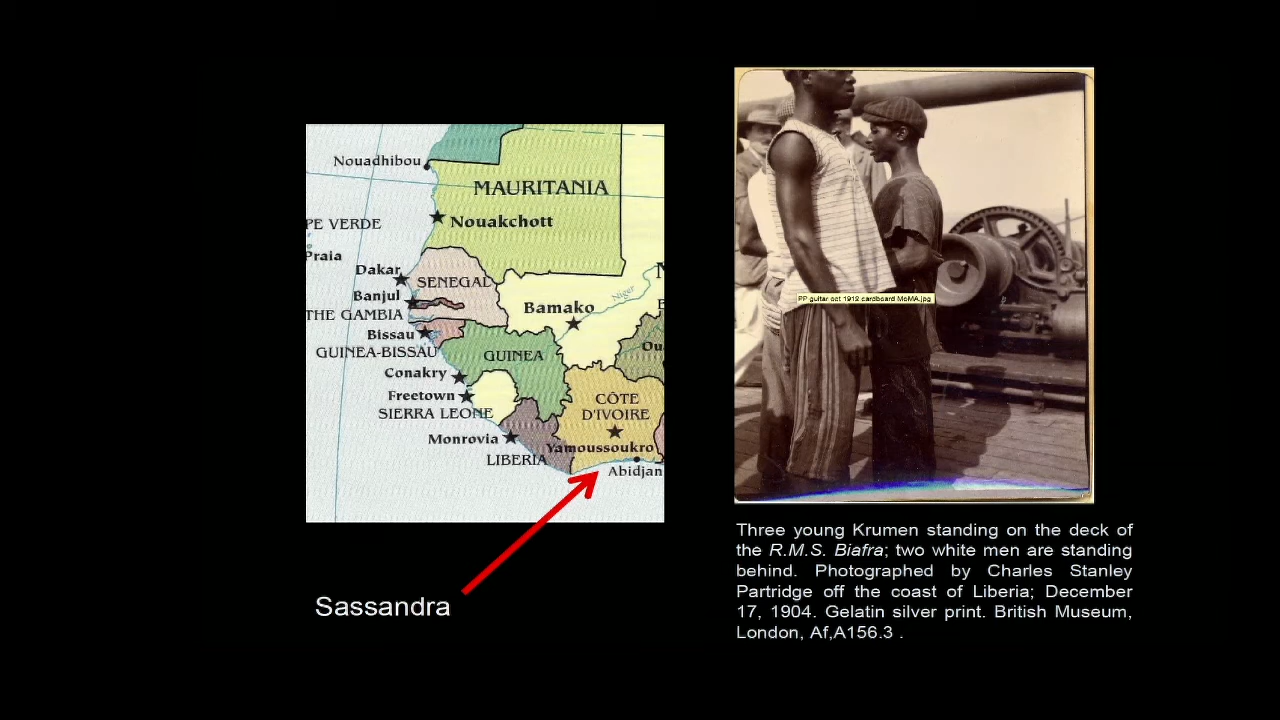 Nouadhibou
MAURITANIA
Nouakchott
PE VERDE
Praia
Dakar
SENEGAL
Banjul
THE GAMBIA
Bamako
Niger
N
E
Bissau
GUINEA-BISSAU
GUINEA
Ou
Conakry
Freetown
SIERRA LEONE
CÔTE
D'IVOIRE
Monrovia
Yamoussoukro
LIBERIA
Abidjan
Sassandra
PP guitar oct 1912 cardboard MoMA.jpg
Three young Krumen standing on the deck of
the R.M.S. Biafra; two white men are standing
behind. Photographed by Charles Stanley
Partridge off the coast of Liberia; December
17, 1904. Gelatin silver print. British Museum,
London, Af,A156.3 .